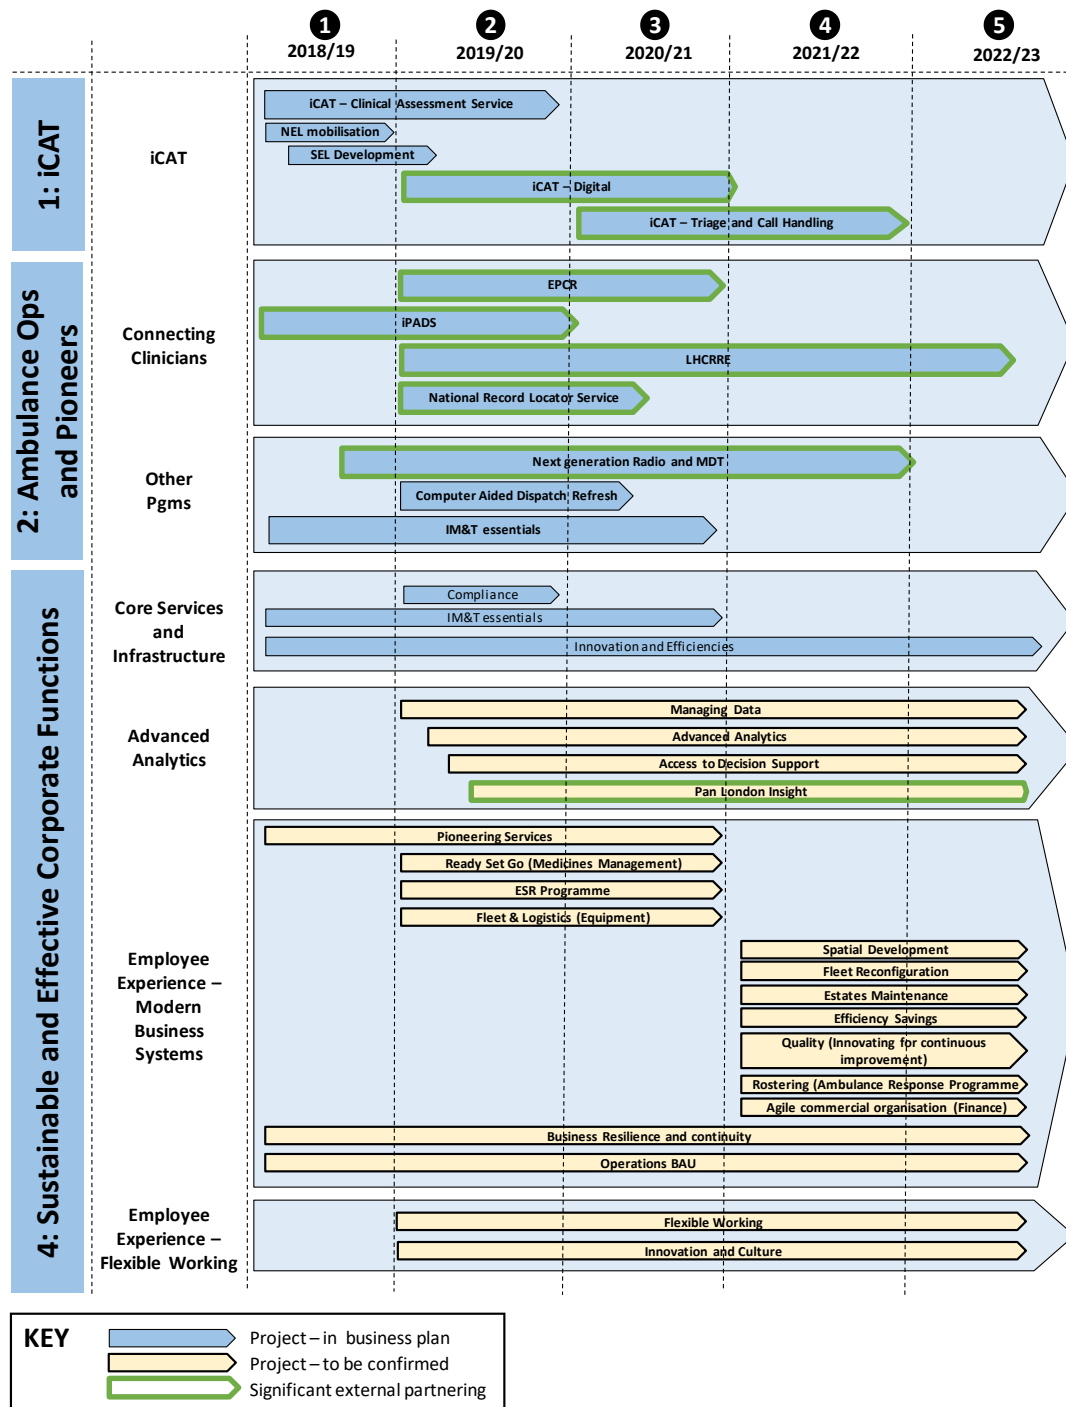 1 2 3 4 5
2018/19 2019/20 2020/21 2021/22 2022/23
1: iCAT
iCAT
iCAT – Clinical Assessment Service
NEL mobilisation
SEL Development
iCAT – Digital
iCAT – Triage and Call Handling
2: Ambulance Ops
and Pioneers
Connecting
Clinicians
EPCR
iPADS
LHCRRE
National Record Locator Service
Other
Pgms
Next generation Radio and MDT
Computer Aided Dispatch Refresh
IM&T essentials
4: Sustainable and Effective Corporate Functions
Core Services
and
Infrastructure
Compliance
IM&T essentials
Innovation and Efficiencies
Advanced
Analytics
Managing Data
Advanced Analytics
Access to Decision Support
Pan London Insight
Employee
Experience –
Modern
Business
Systems
Pioneering Services
Ready Set Go (Medicines Management)
ESR Programme
Fleet & Logistics (Equipment)
Spatial Development
Fleet Reconfiguration
Estates Maintenance
Efficiency Savings
Quality (Innovating for continuous
improvement)
Rostering (Ambulance Response Programme
Agile commercial organisation (Finance)
Business Resilience and continuity
Operations BAU
Employee
Experience –
Flexible Working
Flexible Working
Innovation and Culture
KEY
Project – in business plan
Project – to be confirmed
Significant external partnering